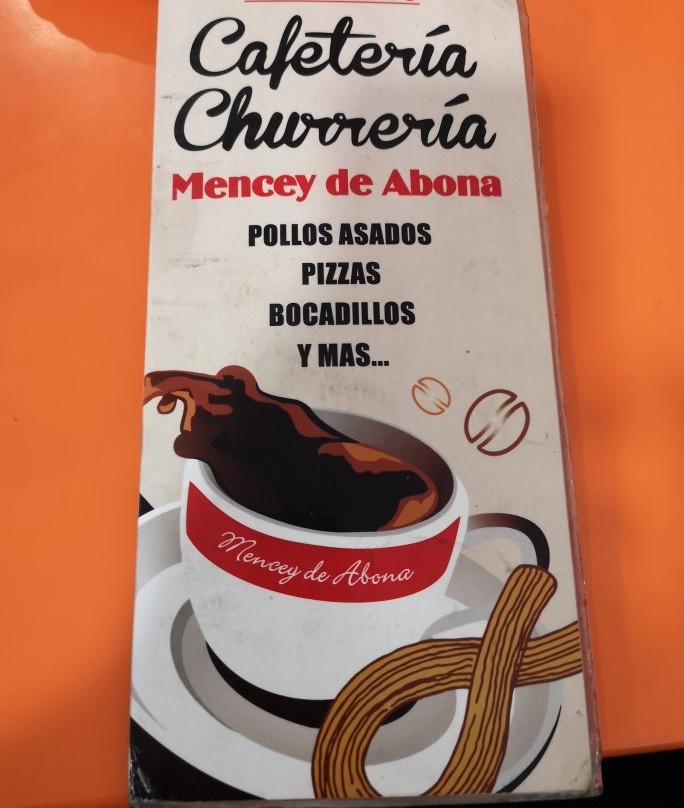 Cafetería
Churrería
Mencey de Abona
POLLOS ASADOS
PIZZAS
BOCADILLOS
Y MAS...
Mencey de Abona